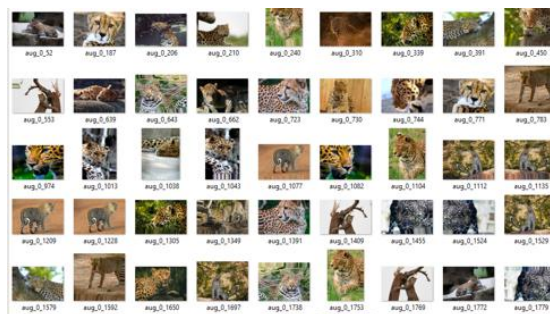 aug_0_52 aug_0_187 aug_0_206 aug_0_210 aug_0_240 aug_0_310 aug_0_339 aug_0_391 aug_0_450
aug_0_553 aug_0_639 aug_0_643 aug_0_662 aug_0_723 aug_0_730 aug_0_744 aug_0_771 aug_0_783
aug_0_974 aug_0_1013 aug_0_1038 aug_0_1043 aug_0_1077 aug_0_1082 aug_0_1104 aug_0_1112 aug_0_1135
aug_0_1209 aug_0_1228 aug_0_1305 aug_0_1349 aug_0_1391 aug_0_1409 aug_0_1455 aug_0_1524 aug_0_1529
aug_0_1579 aug_0_1592 aug_0_1650 aug_0_1697 aug_0_1738 aug_0_1753 aug_0_1769 aug_0_1772 aug_0_1779